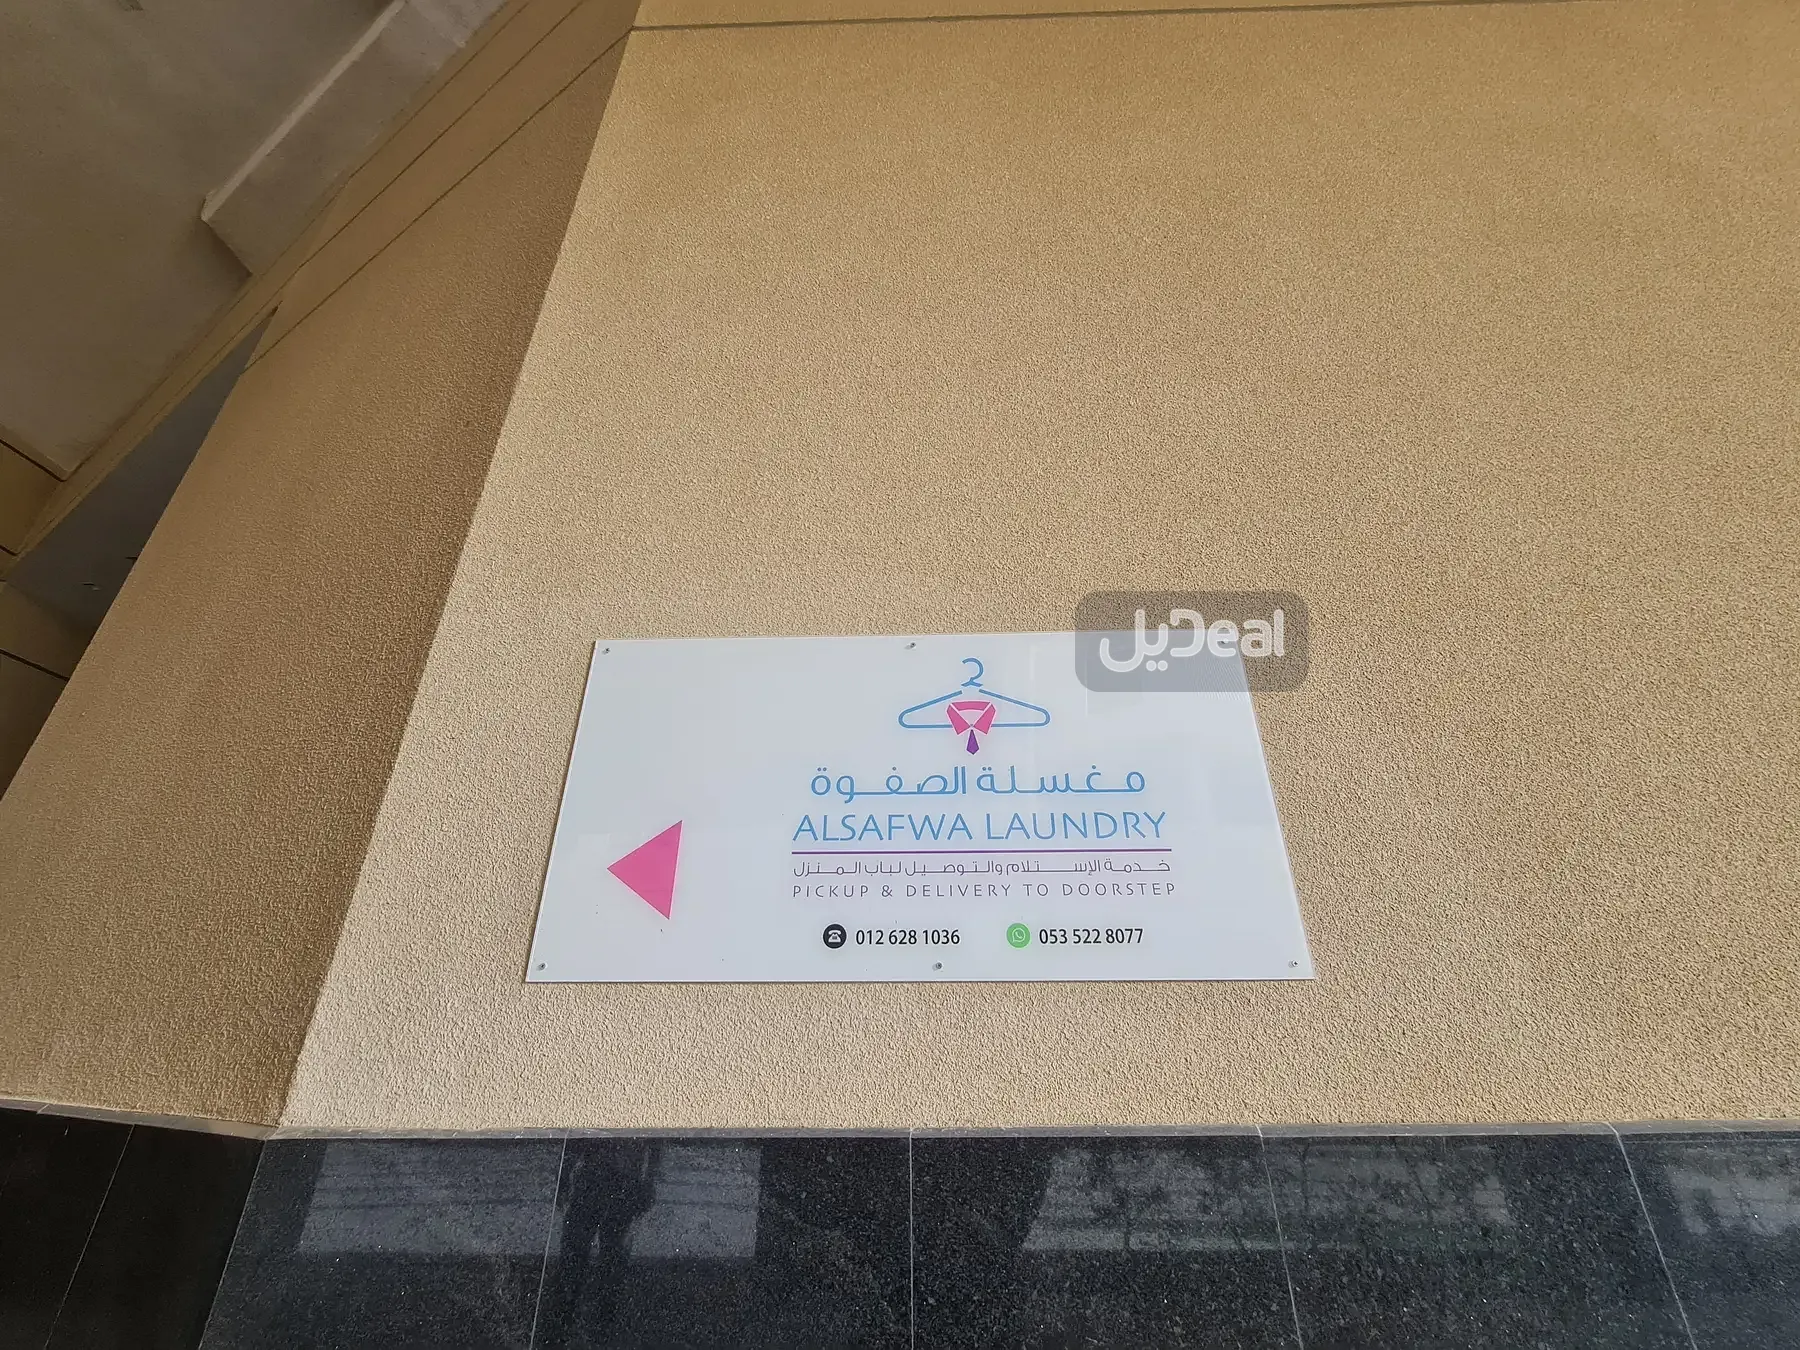 ديل Deal
مغسلة الصفوة
ALSAFWA LAUNDRY
خدمة الإستلام والتوصيل لباب المنزل
PICKUP & DELIVERY TO DOORSTEP
012 628 1036 053 522 8077